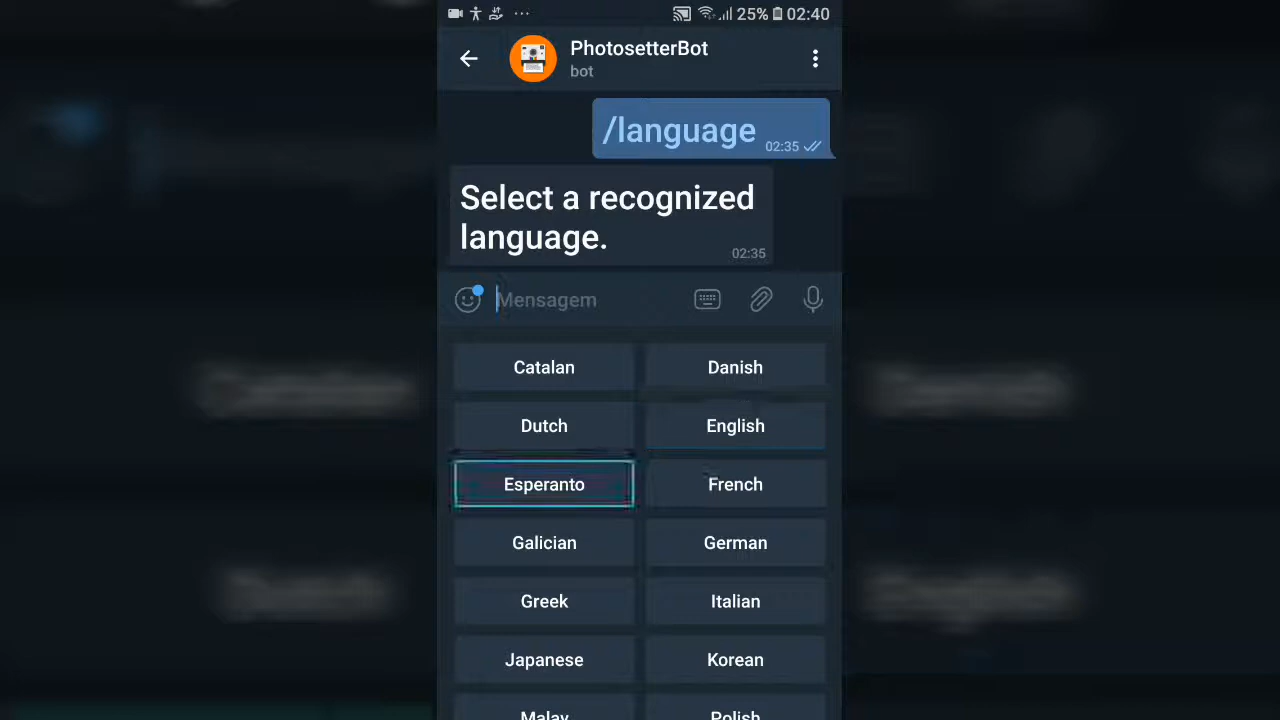 25% 02:40
PhotosetterBot
bot
/language
02:35
Select a recognized
language.
02:35
Mensagem
Catalan Danish
Dutch English
Esperanto French
Galician German
Greek Italian
Japanese Korean
Malay Polish